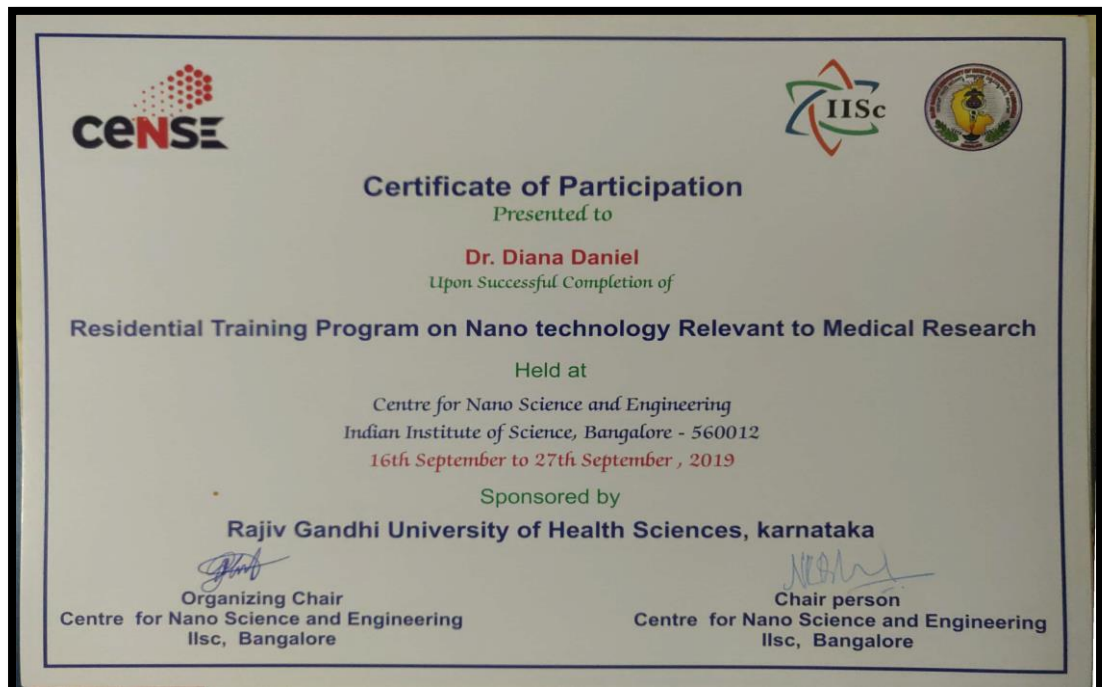 CeNSE
IISc
Certificate of Participation
Presented to
Dr. Diana Daniel
Upon Successful Completion of
Residential Training Program on Nano technology Relevant to Medical Research
Held at
Centre for Nano Science and Engineering
Indian Institute of Science, Bangalore - 560012
16th September to 27th September , 2019
Sponsored by
Rajiv Gandhi University of Health Sciences, karnataka
Organizing Chair
Centre for Nano Science and Engineering
IIsc, Bangalore
Chair person
Centre for Nano Science and Engineering
IIsc, Bangalore